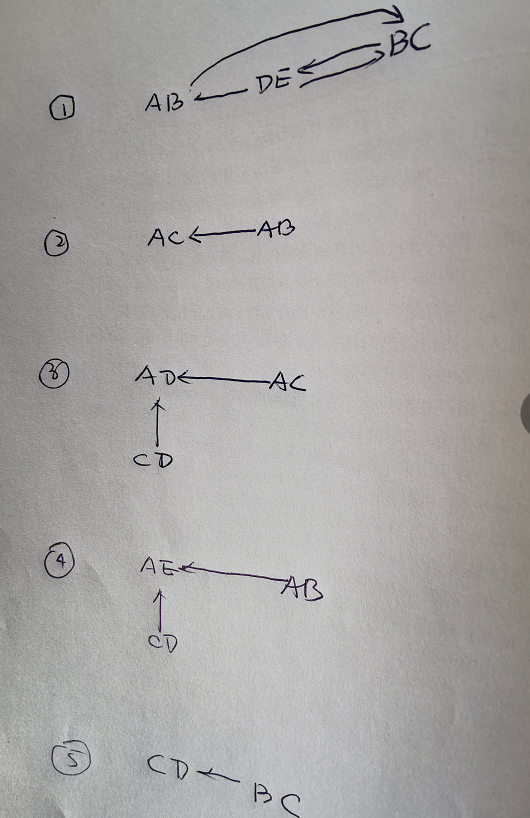 ① AB ← DE ⇄ BC
② AC ← AB
③ AD ← AC
↑
CD
④ AE ← AB
↑
CD
⑤ CD ← BC